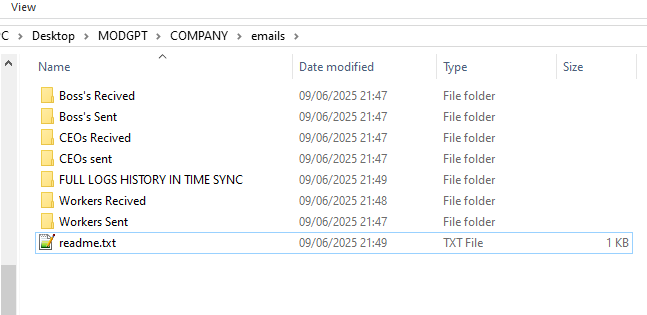 View
PC > Desktop > MODGPT > COMPANY > emails >
Name Date modified Type Size
Boss's Recived 09/06/2025 21:47 File folder
Boss's Sent 09/06/2025 21:47 File folder
CEOs Recived 09/06/2025 21:47 File folder
CEOs sent 09/06/2025 21:47 File folder
FULL LOGS HISTORY IN TIME SYNC 09/06/2025 21:49 File folder
Workers Recived 09/06/2025 21:48 File folder
Workers Sent 09/06/2025 21:47 File folder
readme.txt 09/06/2025 21:49 TXT File 1 KB